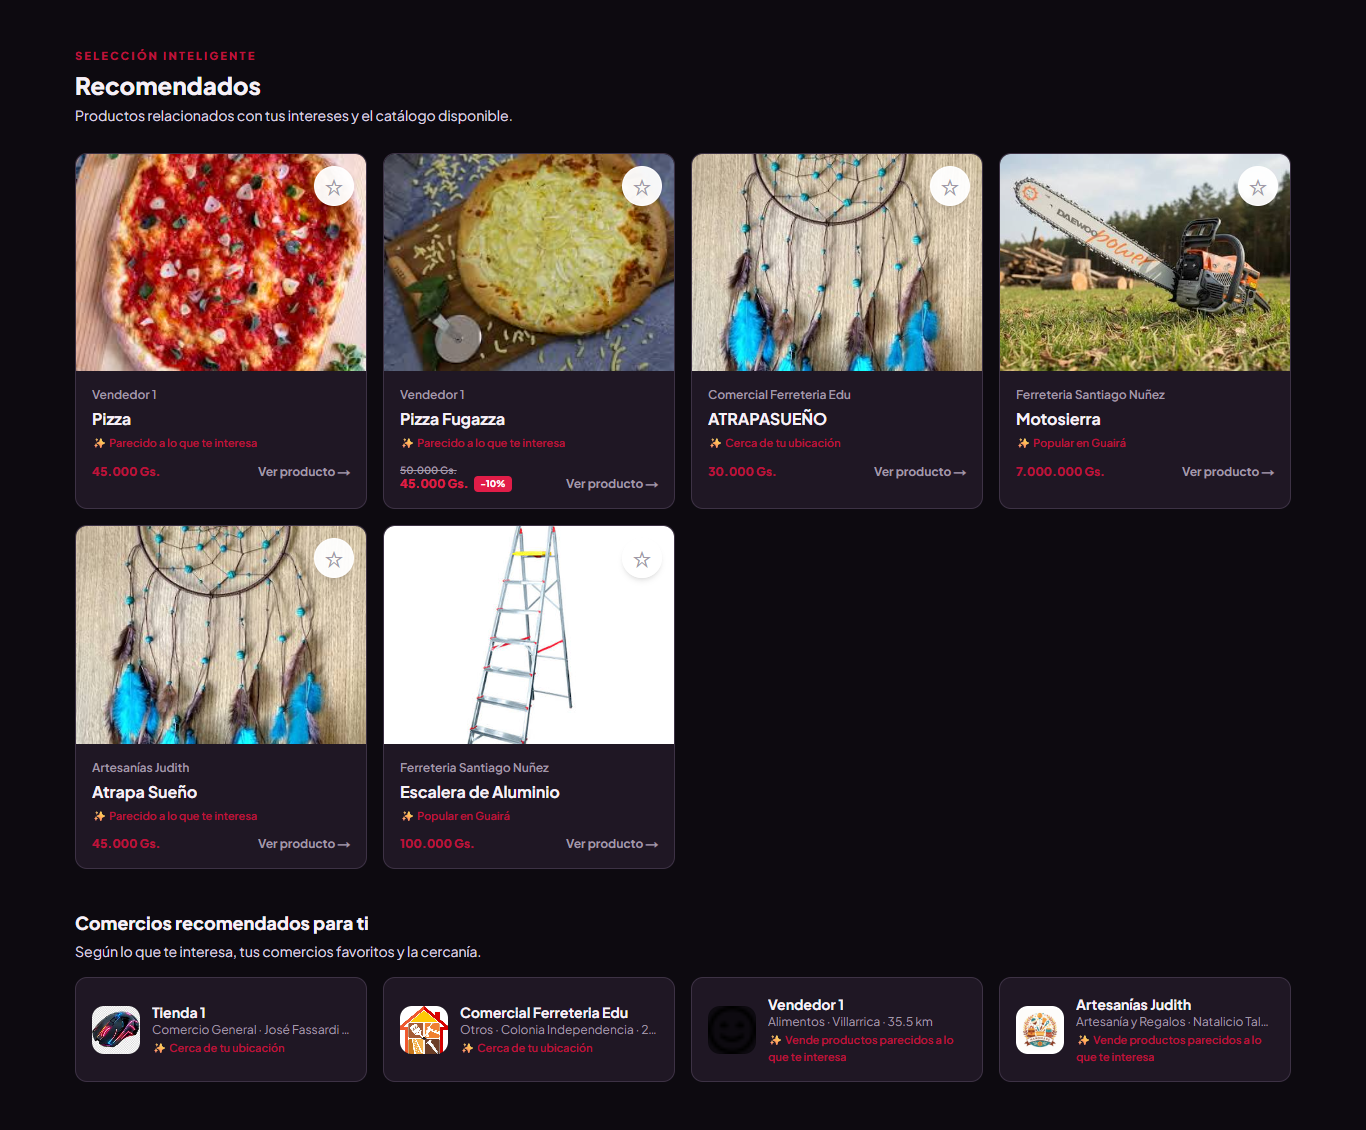 SELECCIÓN INTELIGENTE
Recomendados
Productos relacionados con tus intereses y el catálogo disponible.
Vendedor 1
Pizza
✨ Parecido a lo que te interesa
45.000 Gs.
Ver producto →
Vendedor 1
Pizza Fugazza
✨ Parecido a lo que te interesa
50.000 Gs.
45.000 Gs. -10%
Ver producto →
Comercial Ferreteria Edu
ATRAPASUEÑO
✨ Cerca de tu ubicación
30.000 Gs.
Ver producto →
DAEWOO
power
Ferreteria Santiago Nuñez
Motosierra
✨ Popular en Guairá
7.000.000 Gs.
Ver producto →
Artesanías Judith
Atrapa Sueño
✨ Parecido a lo que te interesa
45.000 Gs.
Ver producto →
Ferreteria Santiago Nuñez
Escalera de Aluminio
✨ Popular en Guairá
100.000 Gs.
Ver producto →
Comercios recomendados para ti
Según lo que te interesa, tus comercios favoritos y la cercanía.
TIenda 1
Comercio General · José Fassardi ...
✨ Cerca de tu ubicación
Comercial Ferreteria Edu
Otros · Colonia Independencia · 2...
✨ Cerca de tu ubicación
Vendedor 1
Alimentos · Villarrica · 35.5 km
✨ Vende productos parecidos a lo
que te interesa
Artesanías Judith
Artesanía y Regalos · Natalicio Tal...
✨ Vende productos parecidos a lo
que te interesa